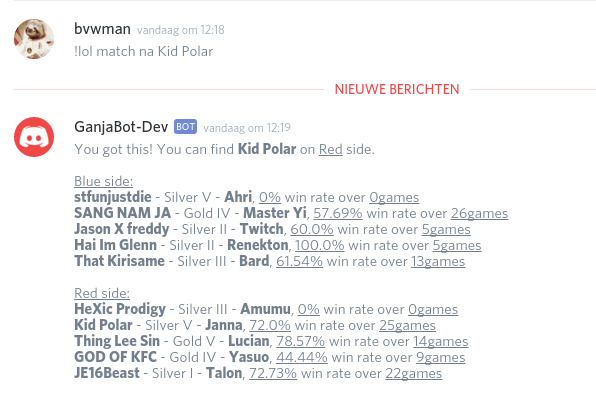 bvwman vandaag om 12:18
!lol match na Kid Polar
NIEUWE BERICHTEN
GanjaBot-Dev BOT vandaag om 12:19
You got this! You can find Kid Polar on Red side.
Blue side:
stfunjustdie - Silver V - Ahri, 0% win rate over 0games
SANG NAM JA - Gold IV - Master Yi, 57.69% win rate over 26games
Jason X freddy - Silver II - Twitch, 60.0% win rate over 5games
Hai Im Glenn - Silver II - Renekton, 100.0% win rate over 5games
That Kirisame - Silver III - Bard, 61.54% win rate over 13games
Red side:
HeXic Prodigy - Silver III - Amumu, 0% win rate over 0games
Kid Polar - Silver V - Janna, 72.0% win rate over 25games
Thing Lee Sin - Gold V - Lucian, 78.57% win rate over 14games
GOD OF KFC - Gold IV - Yasuo, 44.44% win rate over 9games
JE16Beast - Silver I - Talon, 72.73% win rate over 22games